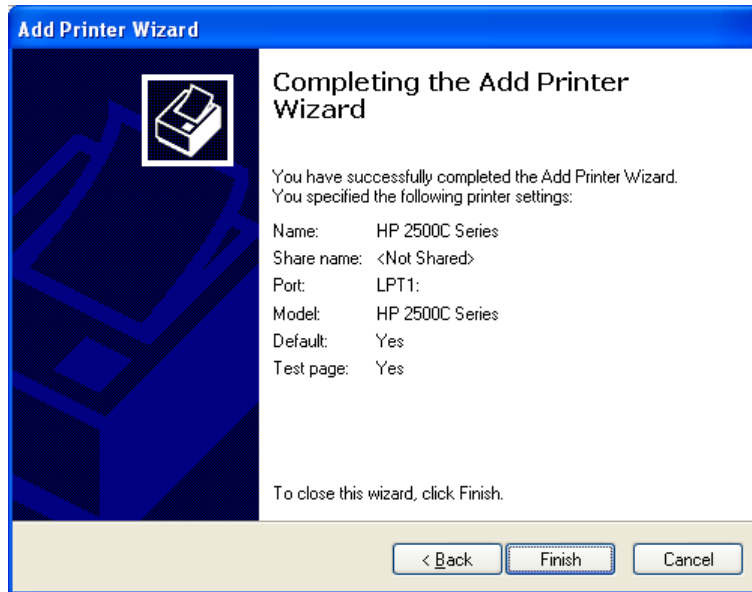 Add Printer Wizard
Completing the Add Printer
Wizard
You have successfully completed the Add Printer Wizard.
You specified the following printer settings:
Name: HP 2500C Series
Share name: <Not Shared>
Port: LPT1:
Model: HP 2500C Series
Default: Yes
Test page: Yes
To close this wizard, click Finish.
< Back Finish Cancel